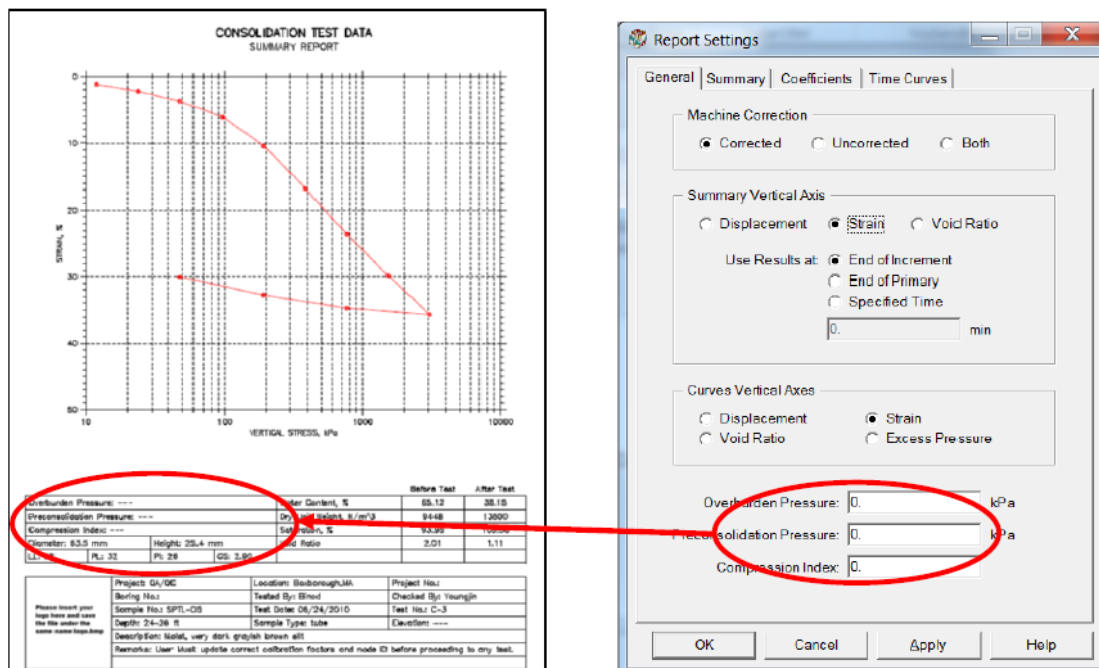 CONSOLIDATION TEST DATA
SUMMARY REPORT
0
10
20
30
40
50
STRAIN, %
10
100
1000
10000
VERTICAL STRESS, kPa
Before Test After Test
Overburden Pressure: --- Water Content, % 65.12 38.15
Preconsolidation Pressure: --- Dry Unit Weight, N/m^3 9448 13800
Compression Index: --- Saturation, % 93.95
Diameter: 63.5 mm Height: 25.4 mm Void Ratio 2.01 1.11
LL: PL: 32 PI: 26 GS:
Please insert your
logo here and save
the file under the
same name logo.bmp
Project: QA/QC Location: Boxborough,MA Project No.:
Boring No.: Tested By: Binod Checked By: Youngjin
Sample No.: SPTL-CIS Test Date: 06/24/2010 Test No.: C-3
Depth: 24-26 ft Sample Type: tube Elevation: ----
Description: Moist, very dark grayish brown silt
Remarks: User Must update correct calibration factors and node ID before proceeding to any test.
Report Settings
General Summary Coefficients Time Curves
Machine Correction
Corrected Uncorrected Both
Summary Vertical Axis
Displacement Strain Void Ratio
Use Results at: End of Increment
End of Primary
Specified Time
0. min
Curves Vertical Axes
Displacement Strain
Void Ratio Excess Pressure
Overburden Pressure: 0. kPa
Preconsolidation Pressure: 0. kPa
Compression Index: 0.
OK Cancel Apply Help